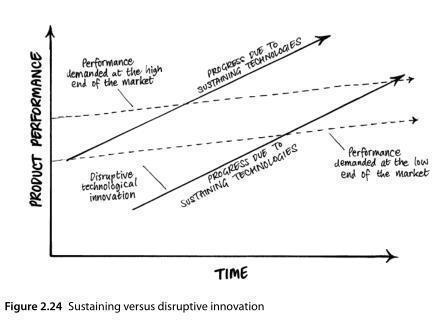 Performance
demanded at the high
end of the market
PROGRESS DUE TO
SUSTAINING TECHNOLOGIES
PRODUCT PERFORMANCE
Disruptive
technological
innovation
PROGRESS DUE TO
SUSTAINING TECHNOLOGIES
Performance
demanded at the low
end of the market
TIME
Figure 2.24 Sustaining versus disruptive innovation